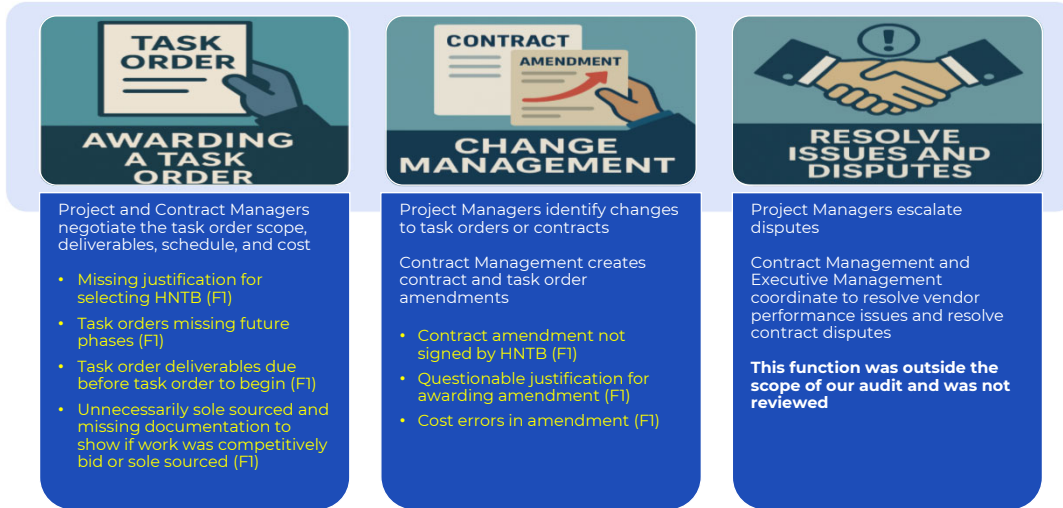 TASK
ORDER
AWARDING
A TASK
ORDER
Project and Contract Managers
negotiate the task order scope,
deliverables, schedule, and cost
• Missing justification for
selecting HNTB (F1)
• Task orders missing future
phases (F1)
• Task order deliverables due
before task order to begin (F1)
• Unnecessarily sole sourced and
missing documentation to
show if work was competitively
bid or sole sourced (F1)
CONTRACT
AMENDMENT
CHANGE
MANAGEMENT
Project Managers identify changes
to task orders or contracts
Contract Management creates
contract and task order
amendments
• Contract amendment not
signed by HNTB (F1)
• Questionable justification for
awarding amendment (F1)
• Cost errors in amendment (F1)
!
RESOLVE
ISSUES AND
DISPUTES
Project Managers escalate
disputes
Contract Management and
Executive Management
coordinate to resolve vendor
performance issues and resolve
contract disputes
This function was outside the
scope of our audit and was not
reviewed